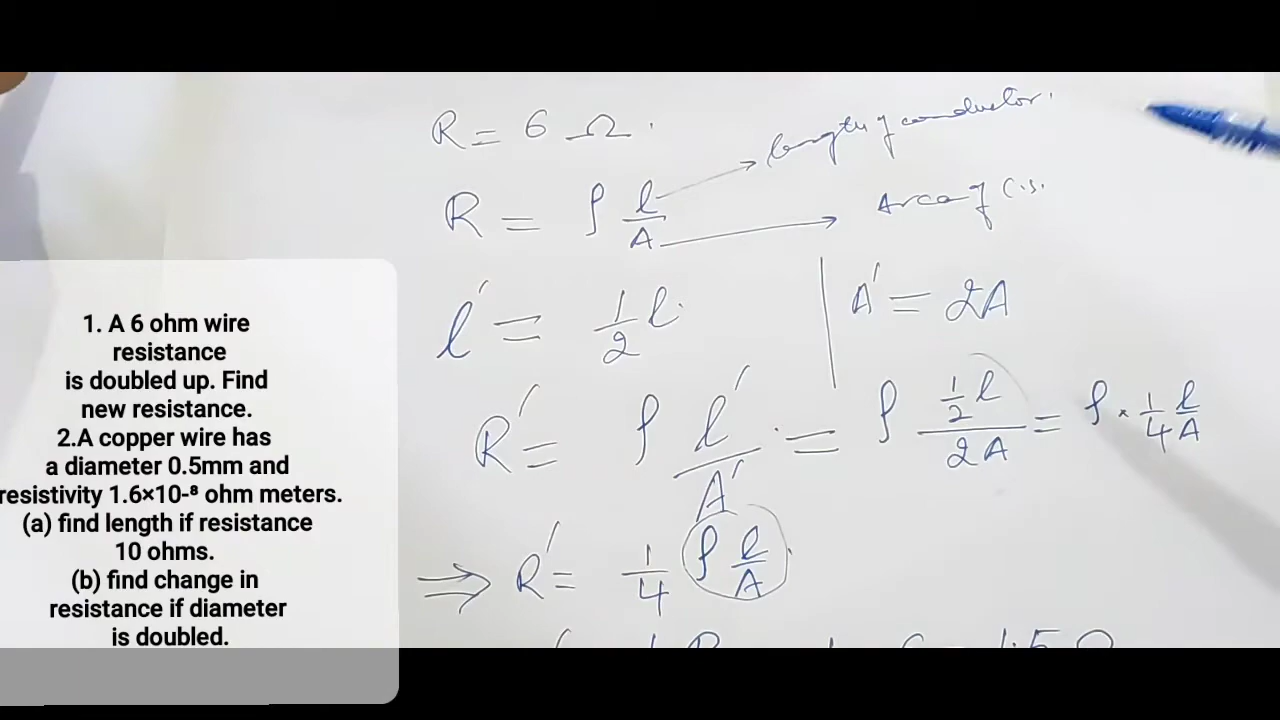 R = 6 Ω.
R = ρ l/A
length of conductor.
Area of C.S.
l' = 1/2 l.
A' = 2A
R' = ρ l'/A' = ρ (1/2 l)/(2A) = ρ × 1/4 l/A
⇒ R' = 1/4 ρ l/A
1.5 Ω
1. A 6 ohm wire
resistance
is doubled up. Find
new resistance.
2.A copper wire has
a diameter 0.5mm and
resistivity 1.6×10-⁸ ohm meters.
(a) find length if resistance
10 ohms.
(b) find change in
resistance if diameter
is doubled.